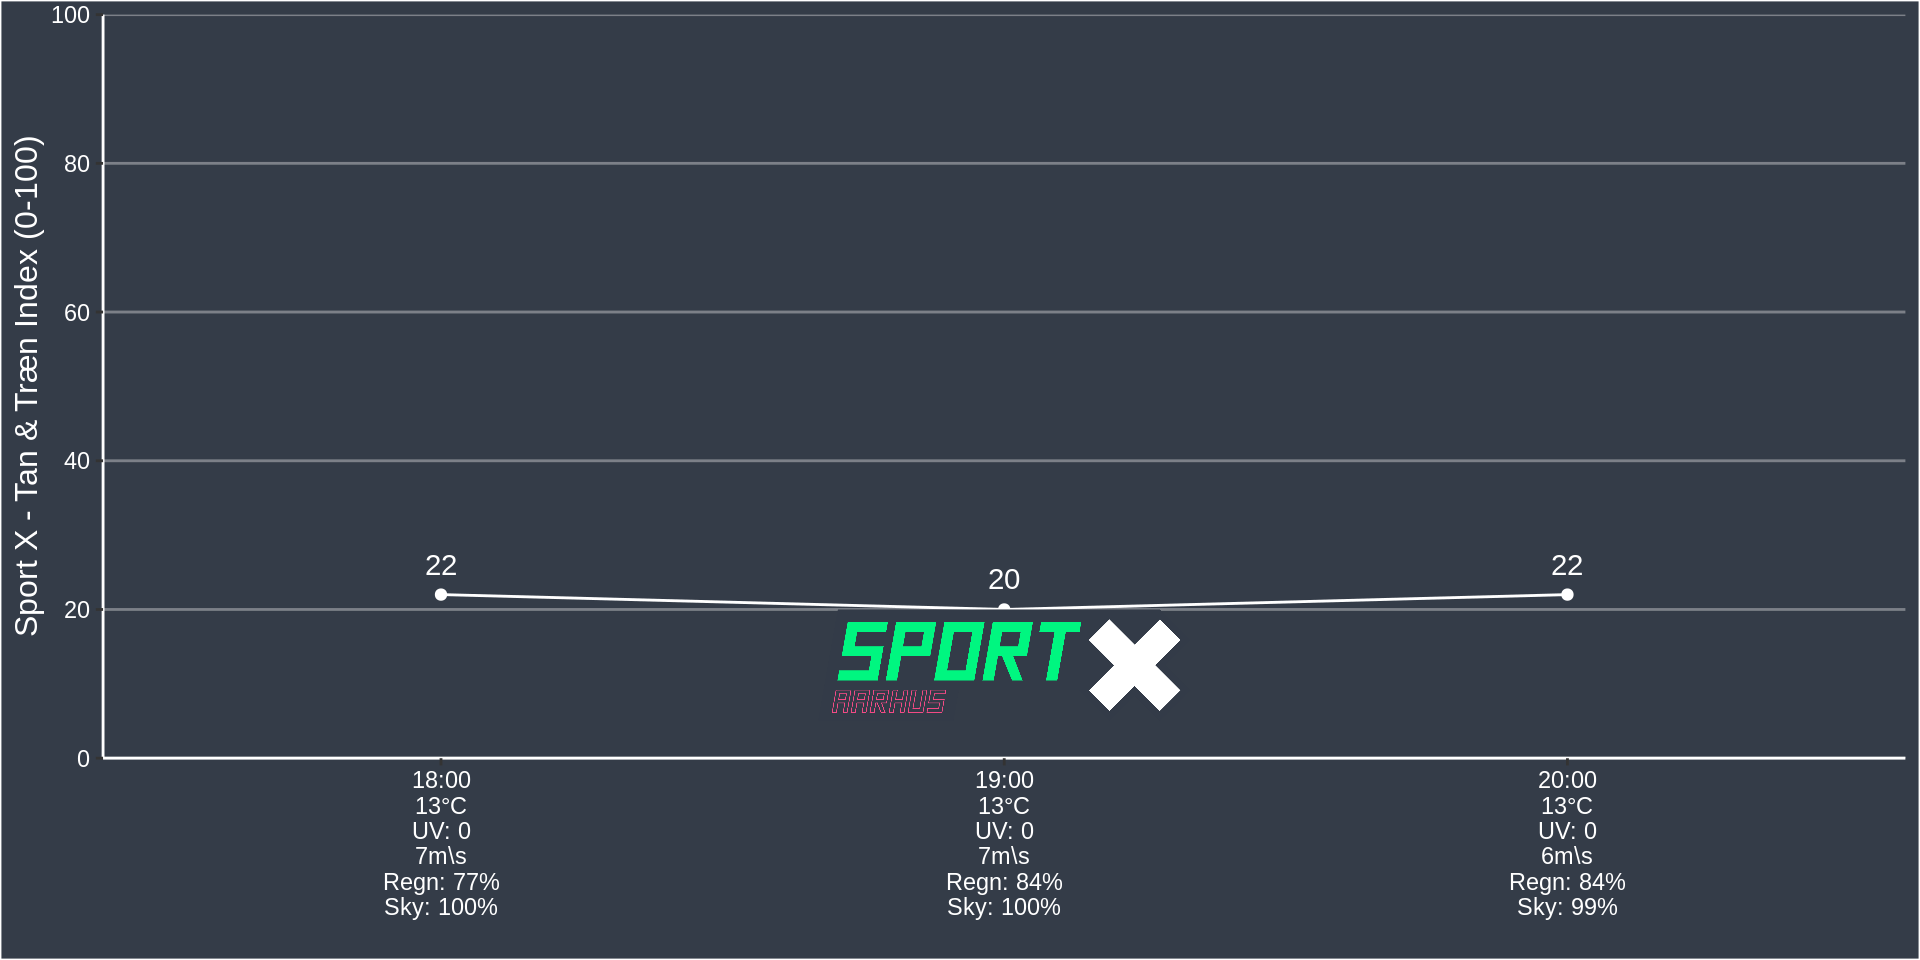 Sport X - Tan & Træn Index (0-100)
100
80
60
40
20
0
22
20
22
SPORT X
AARHUS
18:00
13°C
UV: 0
7m\s
Regn: 77%
Sky: 100%
19:00
13°C
UV: 0
7m\s
Regn: 84%
Sky: 100%
20:00
13°C
UV: 0
6m\s
Regn: 84%
Sky: 99%